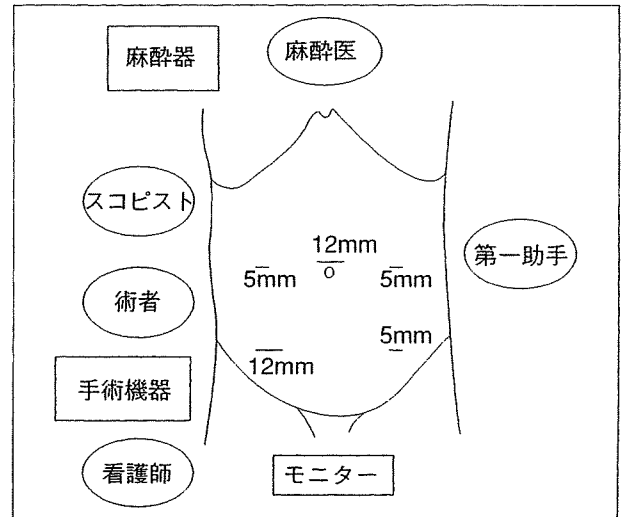 麻酔器
麻酔医
スコピスト
12mm
第一助手
5mm
5mm
術者
5mm
12mm
手術機器
看護師
モニター